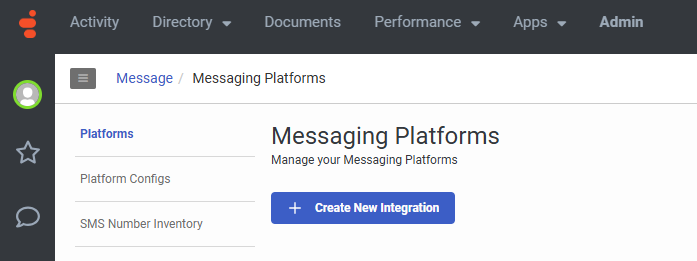 Activity Directory Documents Performance Apps Admin
Message / Messaging Platforms
Platforms
Platform Configs
SMS Number Inventory
Messaging Platforms
Manage your Messaging Platforms
+ Create New Integration